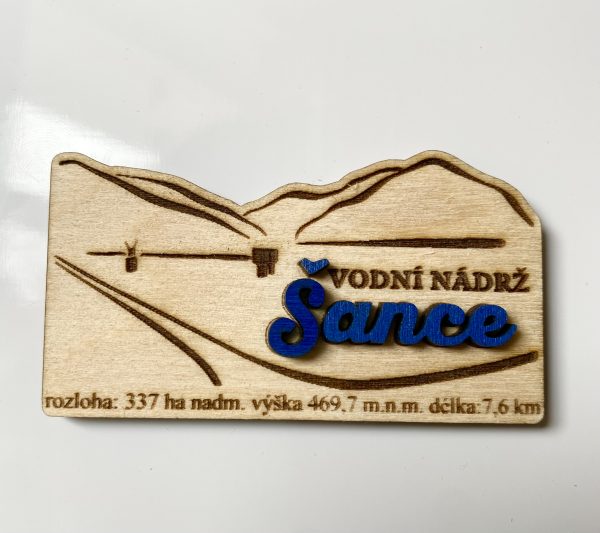 VODNÍ NÁDRŽ
Šance
rozloha: 337 ha nadm. výška 469,7 m.n.m. délka:7,6 km